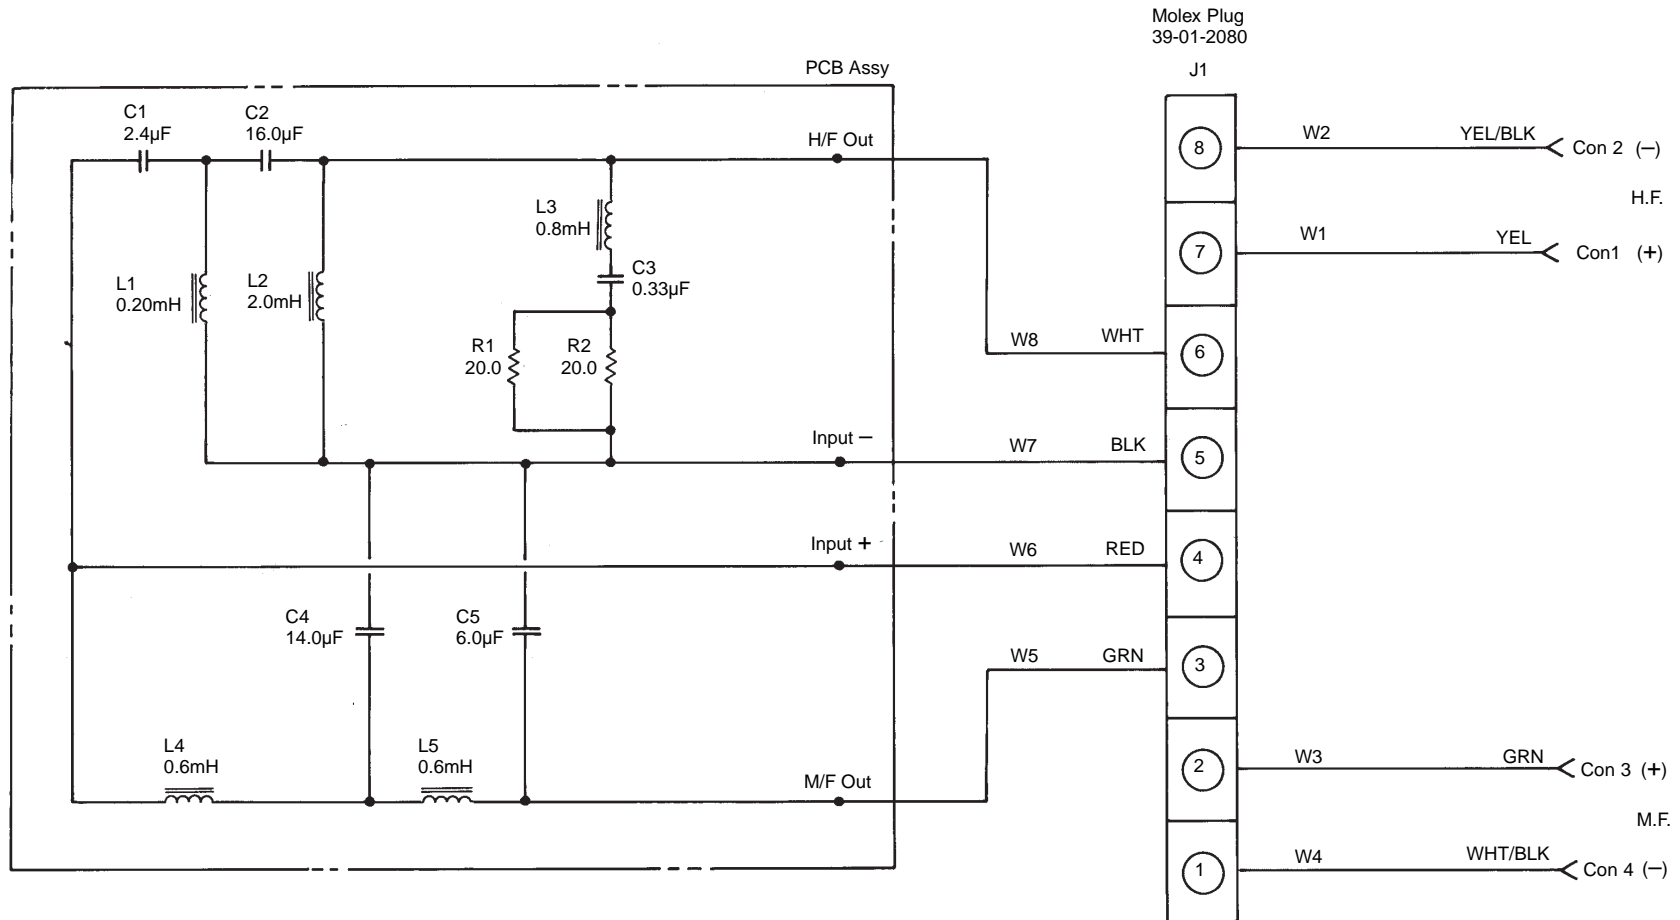 Molex Plug
39-01-2080
J1
PCB Assy
C1
2.4µF
C2
16.0µF
H/F Out
L3
0.8mH
C3
0.33µF
L1
0.20mH
L2
2.0mH
R1
20.0
R2
20.0
Input –
Input +
C4
14.0µF
C5
6.0µF
L4
0.6mH
L5
0.6mH
M/F Out
W8 WHT
W7 BLK
W6 RED
W5 GRN
8
7
6
5
4
3
2
1
W2 YEL/BLK Con 2 (–)
H.F.
W1 YEL Con1 (+)
W3 GRN Con 3 (+)
M.F.
W4 WHT/BLK Con 4 (–)